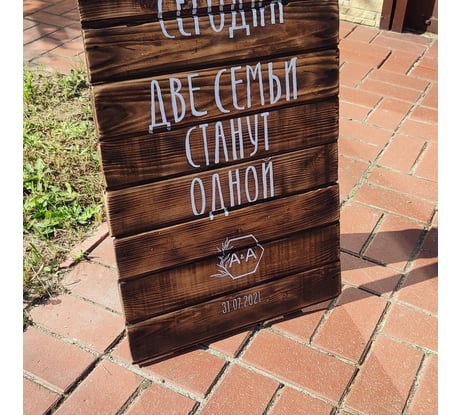 СЕГОДНЯ
ДВЕ СЕМЬИ
СТАНУТ
ОДНОЙ
А&А
31.07.2021